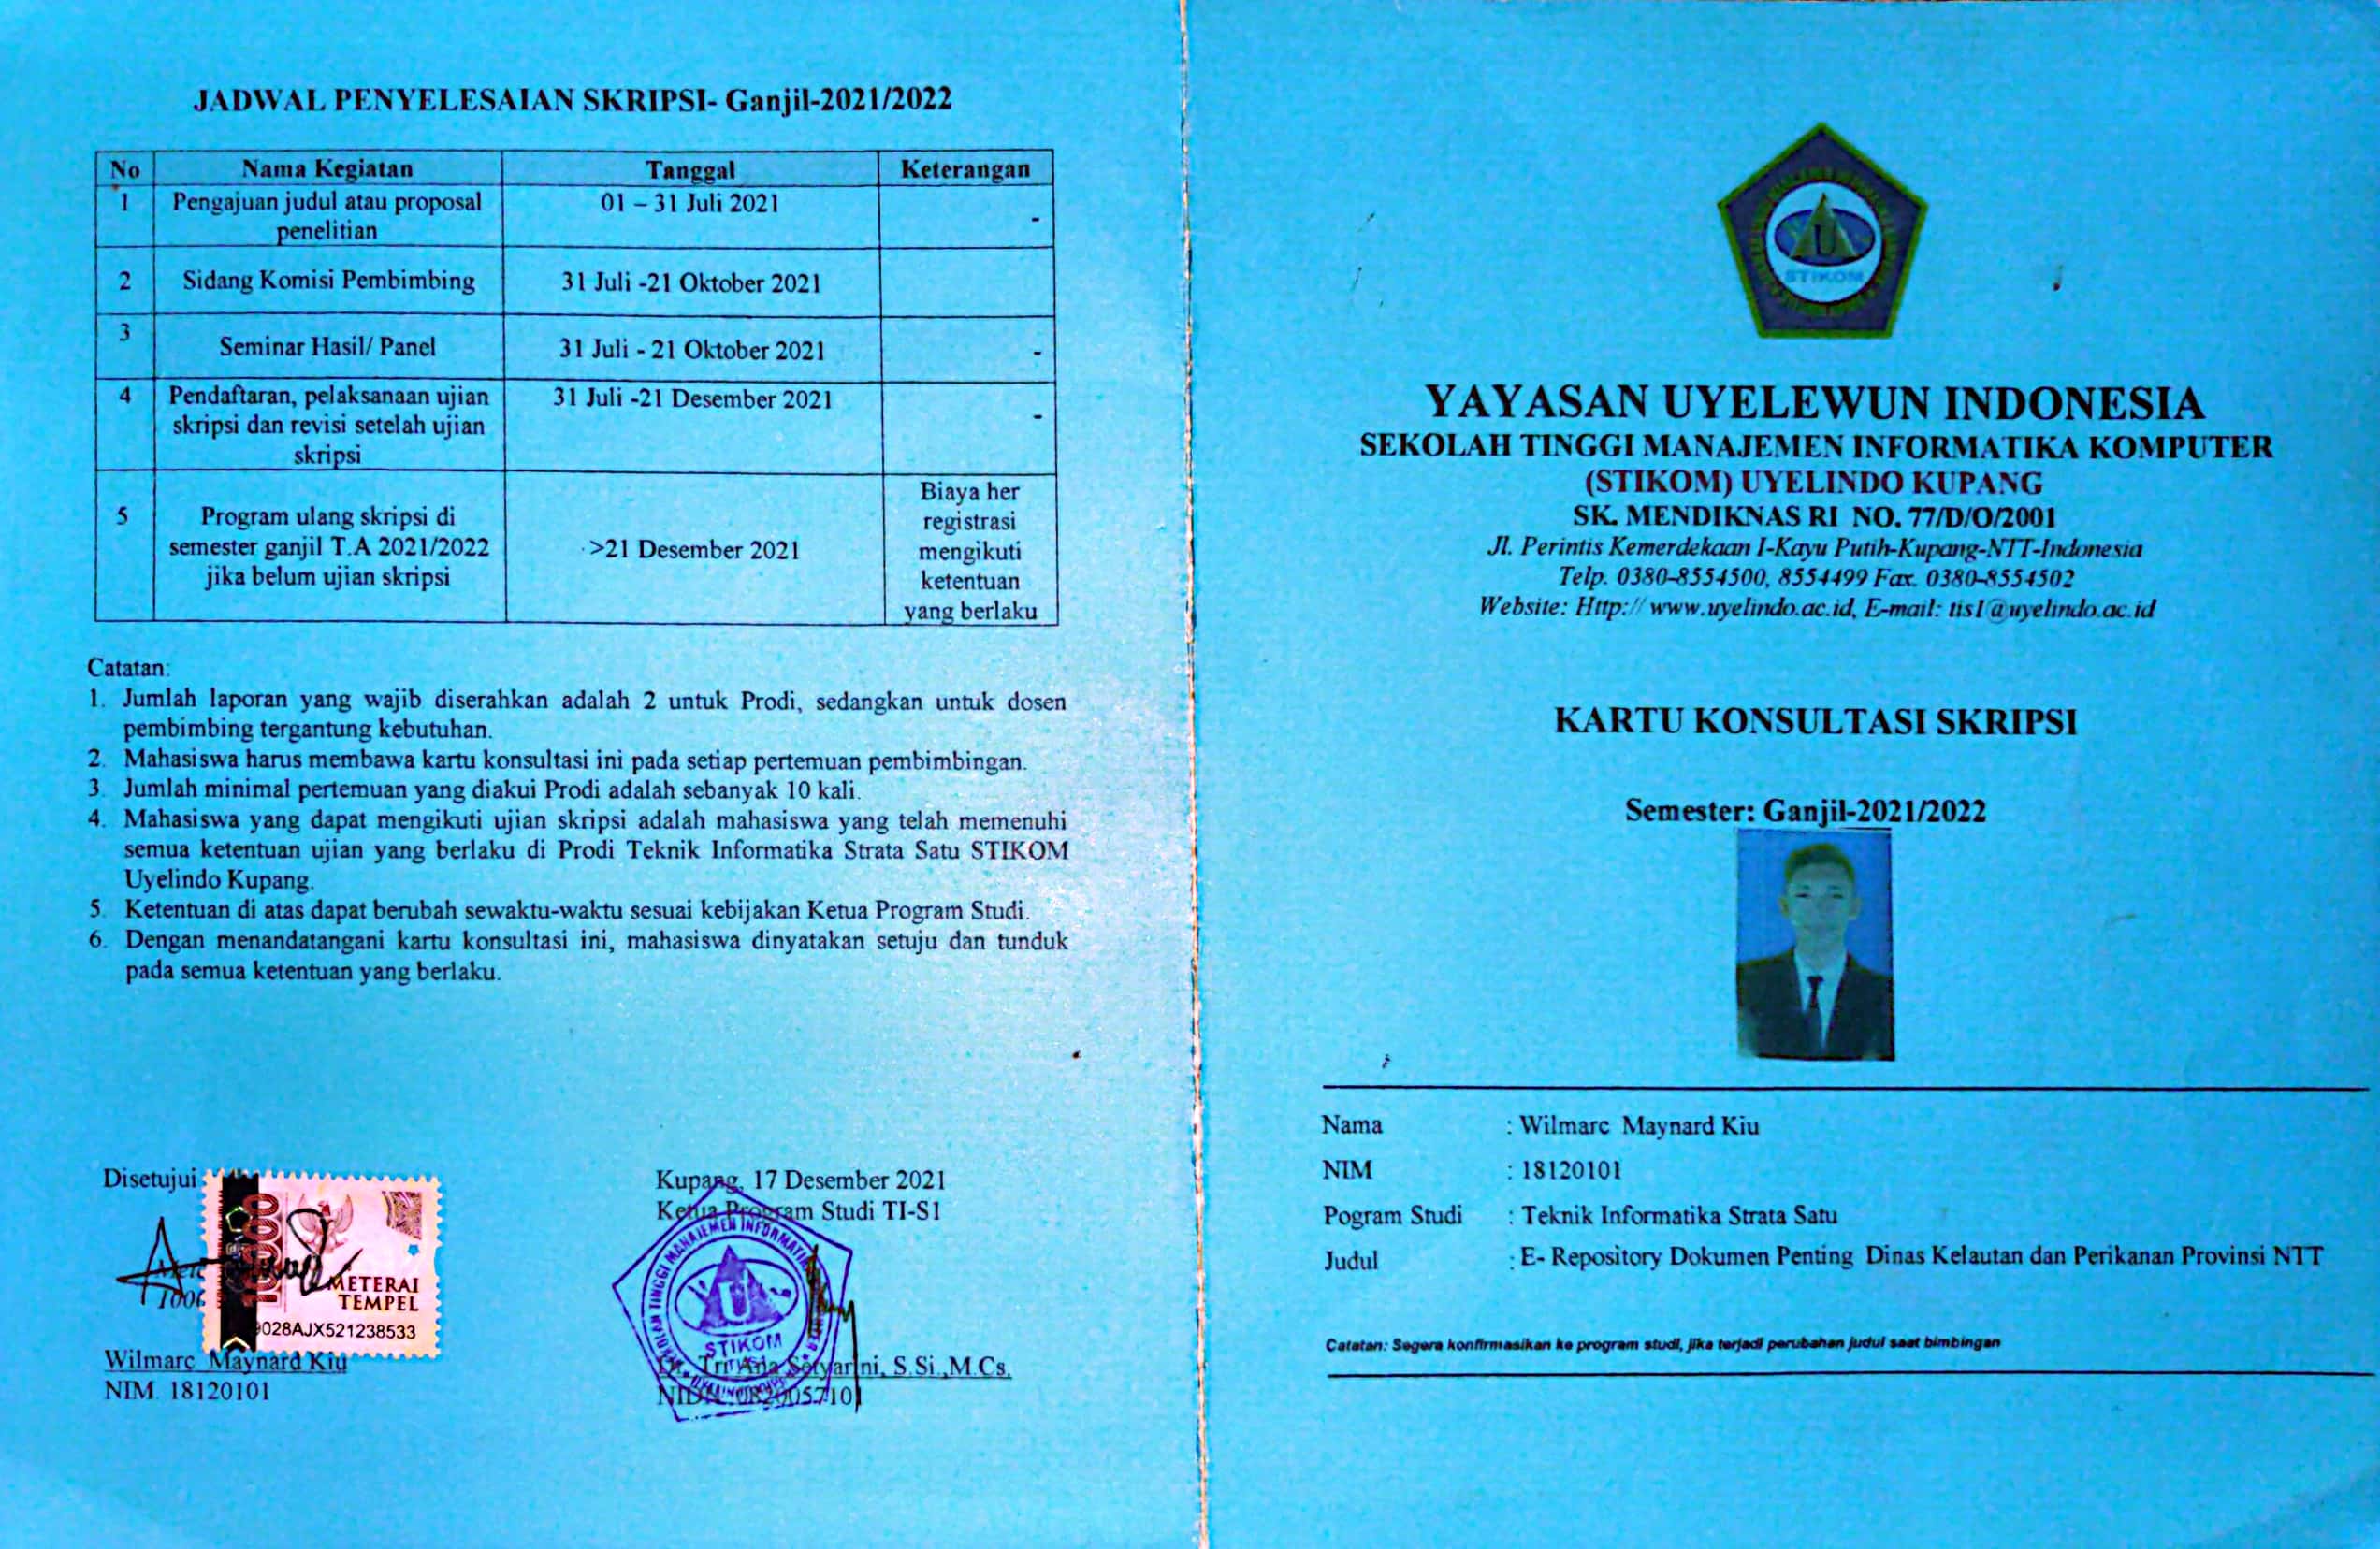 JADWAL PENYELESAIAN SKRIPSI- Ganjil-2021/2022
No Nama Kegiatan Tanggal Keterangan
1 Pengajuan judul atau proposal 01 – 31 Juli 2021 -
penelitian
2 Sidang Komisi Pembimbing 31 Juli -21 Oktober 2021
3 Seminar Hasil/ Panel 31 Juli - 21 Oktober 2021 -
4 Pendaftaran, pelaksanaan ujian 31 Juli -21 Desember 2021 -
skripsi dan revisi setelah ujian
skripsi
5 Program ulang skripsi di
semester ganjil T.A 2021/2022
jika belum ujian skripsi
>21 Desember 2021
Biaya her
registrasi
mengikuti
ketentuan
yang berlaku
Catatan:
1. Jumlah laporan yang wajib diserahkan adalah 2 untuk Prodi, sedangkan untuk dosen
pembimbing tergantung kebutuhan.
2. Mahasiswa harus membawa kartu konsultasi ini pada setiap pertemuan pembimbingan.
3. Jumlah minimal pertemuan yang diakui Prodi adalah sebanyak 10 kali.
4. Mahasiswa yang dapat mengikuti ujian skripsi adalah mahasiswa yang telah memenuhi
semua ketentuan ujian yang berlaku di Prodi Teknik Informatika Strata Satu STIKOM
Uyelindo Kupang.
5. Ketentuan di atas dapat berubah sewaktu-waktu sesuai kebijakan Ketua Program Studi.
6. Dengan menandatangani kartu konsultasi ini, mahasiswa dinyatakan setuju dan tunduk
pada semua ketentuan yang berlaku.
Disetujui
METERAI
TEMPEL
028AJX521238533
Wilmarc Maynard Kiu
NIM. 18120101
Kupang, 17 Desember 2021
Ketua Program Studi TI-S1
STIKOM
S.Si.,M.Cs.
STIKOM
YAYASAN UYELEWUN INDONESIA
SEKOLAH TINGGI MANAJEMEN INFORMATIKA KOMPUTER
(STIKOM) UYELINDO KUPANG
SK. MENDIKNAS RI NO. 77/D/O/2001
Jl. Perintis Kemerdekaan I-Kayu Putih-Kupang-NTT-Indonesia
Telp. 0380-8554500, 8554499 Fax. 0380-8554502
Website: Http:// www.uyelindo.ac.id, E-mail: tis1@uyelindo.ac.id
KARTU KONSULTASI SKRIPSI
Semester: Ganjil-2021/2022
Nama : Wilmarc Maynard Kiu
NIM : 18120101
Pogram Studi : Teknik Informatika Strata Satu
Judul : E- Repository Dokumen Penting Dinas Kelautan dan Perikanan Provinsi NTT
Catatan: Segera konfirmasikan ke program studi, jika terjadi perubahan judul saat bimbingan